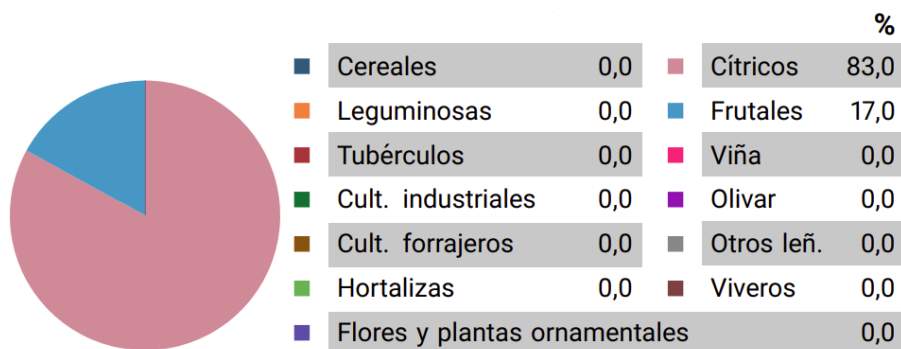 %
Cereales 0,0 Cítricos 83,0
Leguminosas 0,0 Frutales 17,0
Tubérculos 0,0 Viña 0,0
Cult. industriales 0,0 Olivar 0,0
Cult. forrajeros 0,0 Otros leñ. 0,0
Hortalizas 0,0 Viveros 0,0
Flores y plantas ornamentales 0,0